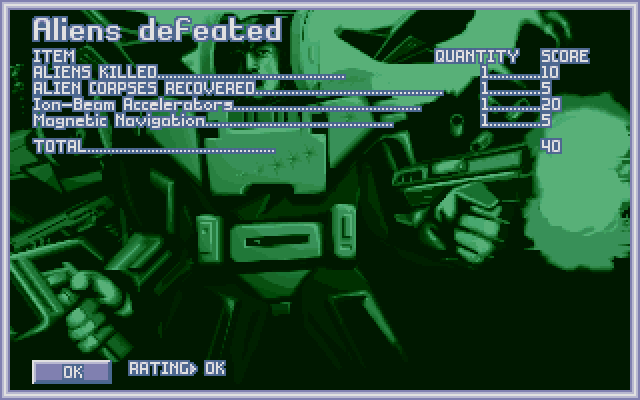 Aliens defeated
ITEM QUANTITY SCORE
ALIENS KILLED 1 10
ALIEN CORPSES RECOVERED 1 5
Ion-Beam Accelerators 1 20
Magnetic Navigation 1 5
TOTAL 40
OK RATING> OK